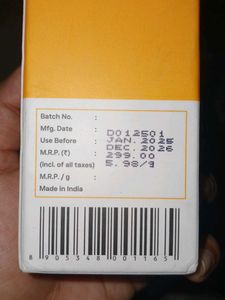 Batch No. :
Mfg. Date : D012501
Use Before : JAN. 2025
M.R.P. (₹) : DEC. 2026
(incl. of all taxes) 299.00
M.R.P. / g : 5.98/g
Made in India
8 905348 001165